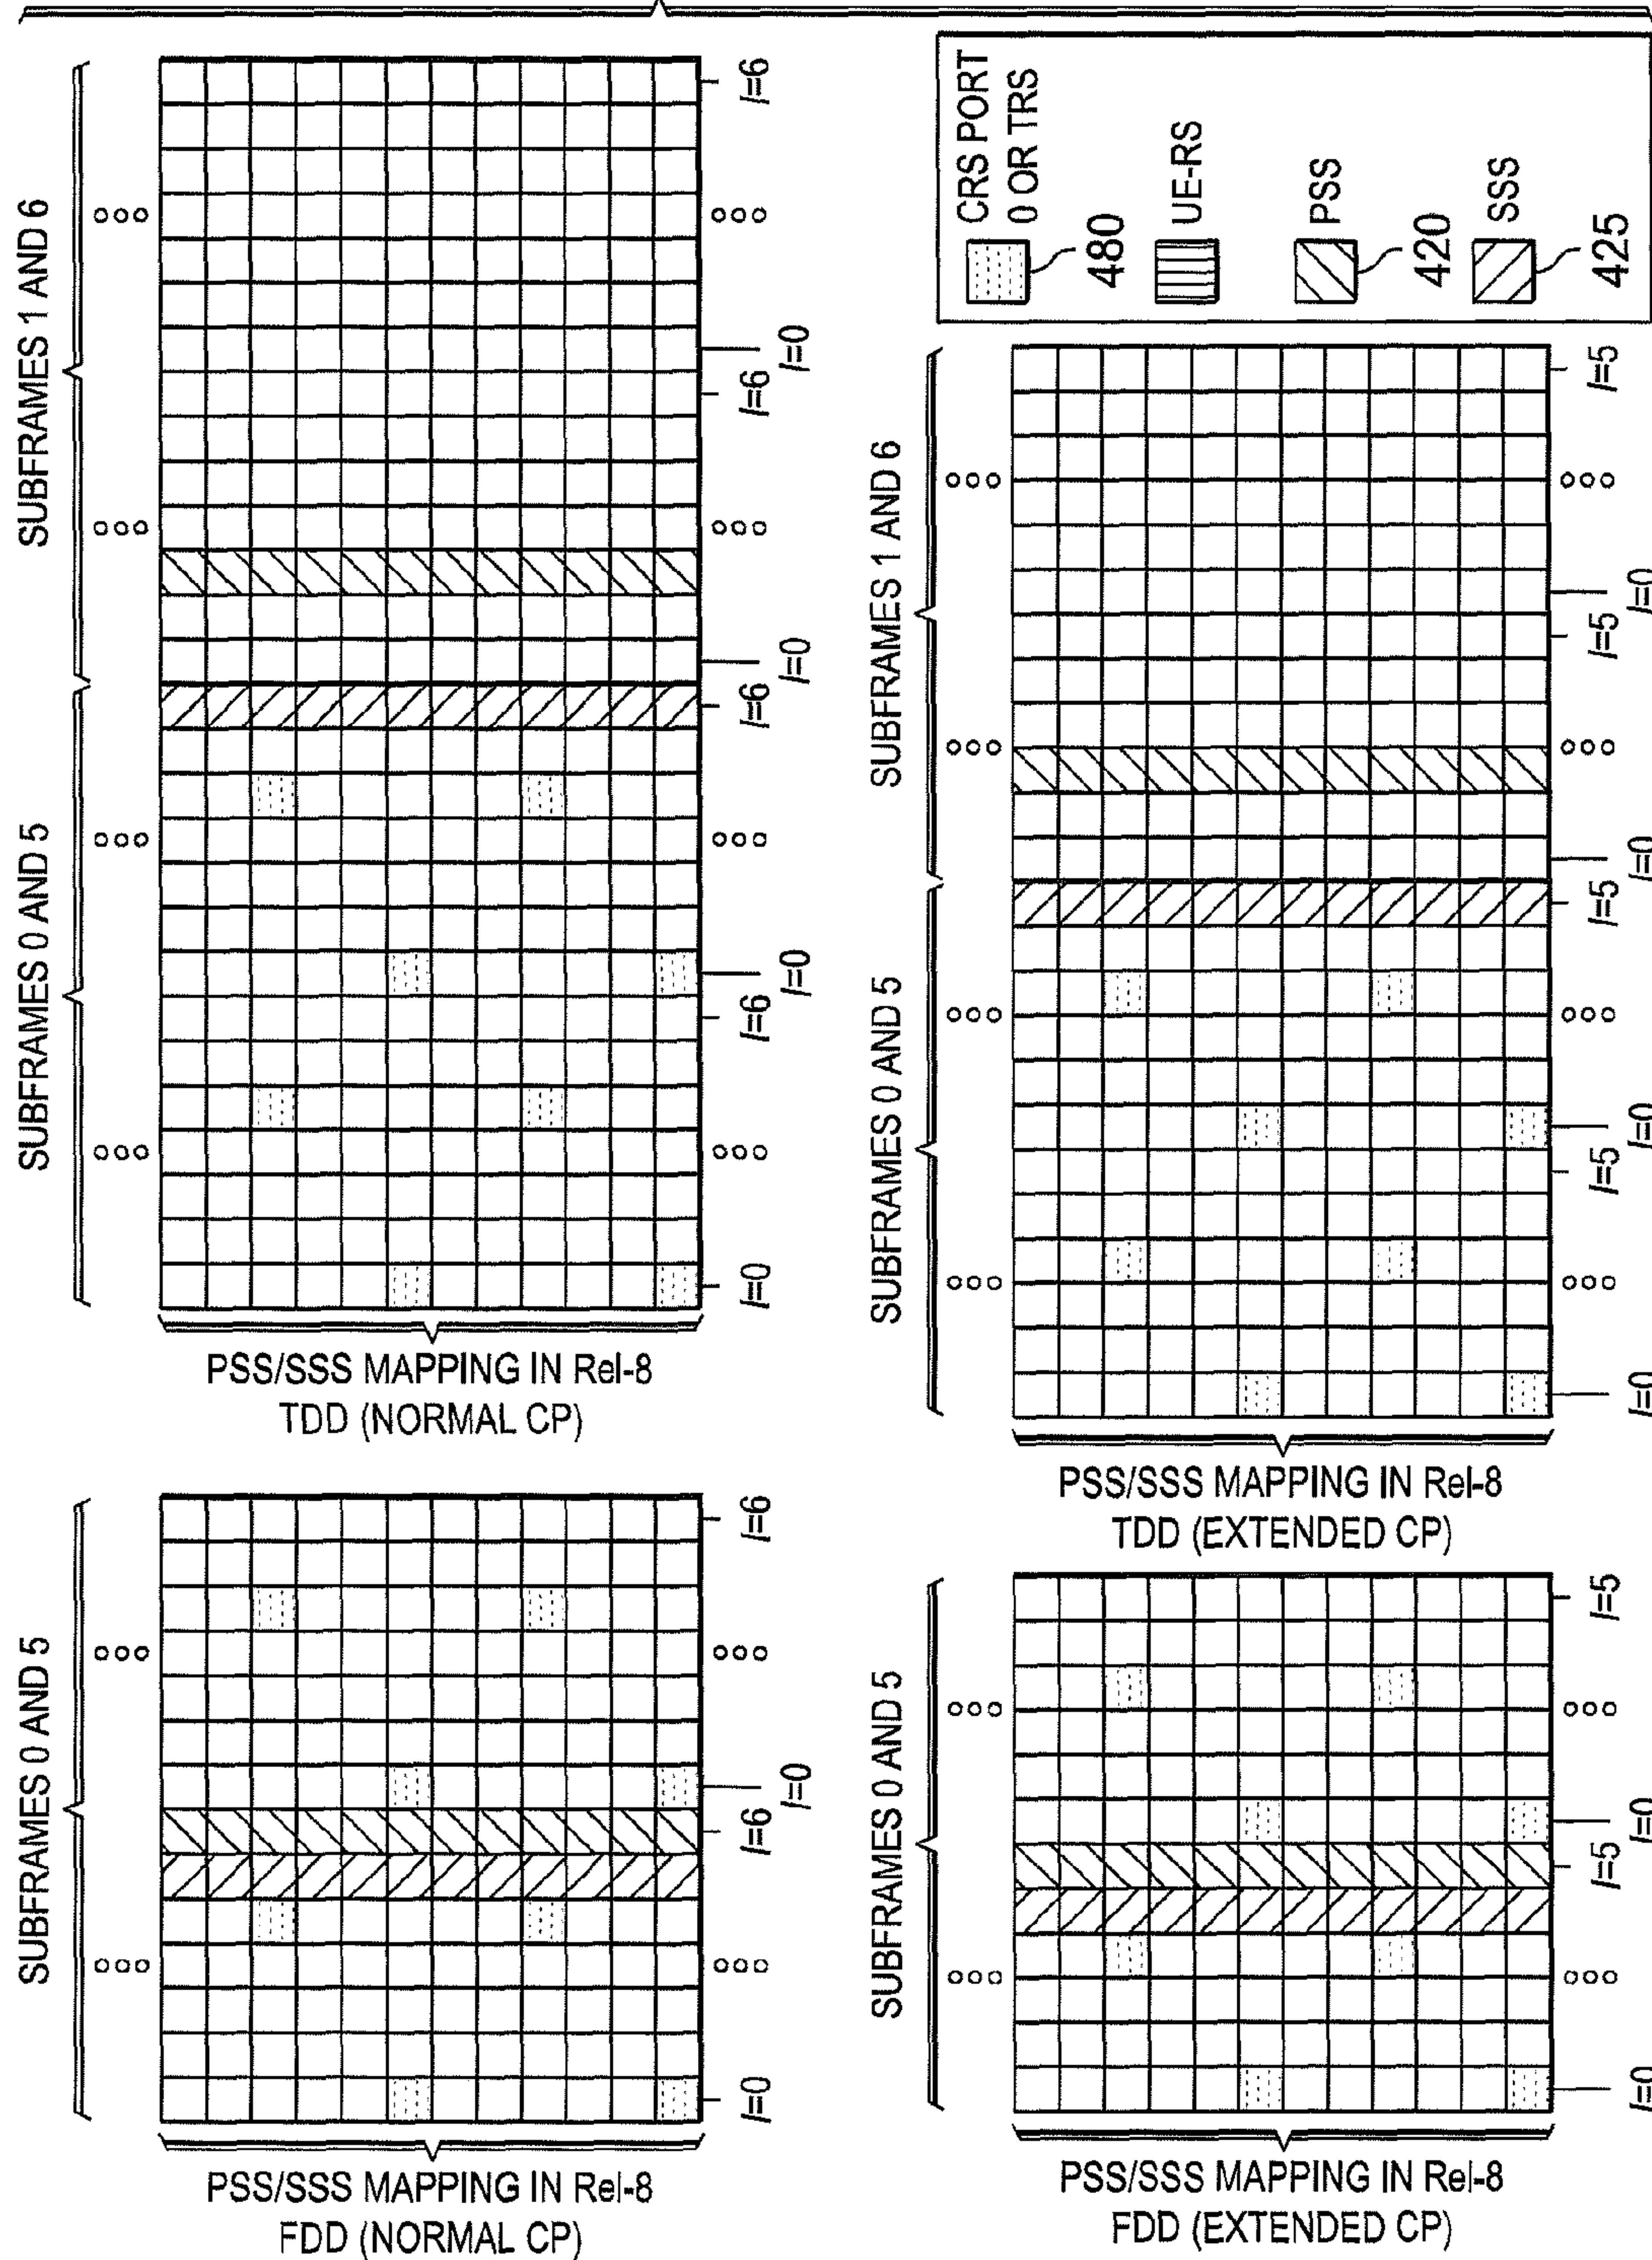 SUBFRAMES 0 AND 5
SUBFRAMES 1 AND 6
l=0
l=6
l=0
l=6
l=0
l=6
l=0
l=6
PSS/SSS MAPPING IN Rel-8
TDD (NORMAL CP)
SUBFRAMES 0 AND 5
l=0
l=6
l=0
l=6
PSS/SSS MAPPING IN Rel-8
FDD (NORMAL CP)
CRS PORT
0 OR TRS
480
UE-RS
PSS
420
SSS
425
SUBFRAMES 0 AND 5
SUBFRAMES 1 AND 6
l=0
l=5
l=0
l=5
l=0
l=5
l=0
l=5
PSS/SSS MAPPING IN Rel-8
TDD (EXTENDED CP)
SUBFRAMES 0 AND 5
l=0
l=5
l=0
l=5
PSS/SSS MAPPING IN Rel-8
FDD (EXTENDED CP)